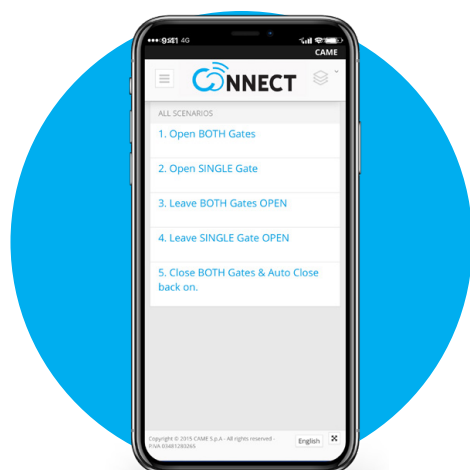 9:41 4G
CAME
CONNECT
ALL SCENARIOS
1. Open BOTH Gates
2. Open SINGLE Gate
3. Leave BOTH Gates OPEN
4. Leave SINGLE Gate OPEN
5. Close BOTH Gates & Auto Close
back on.
Copyright © 2015 CAME S.p.A - All rights reserved -
English